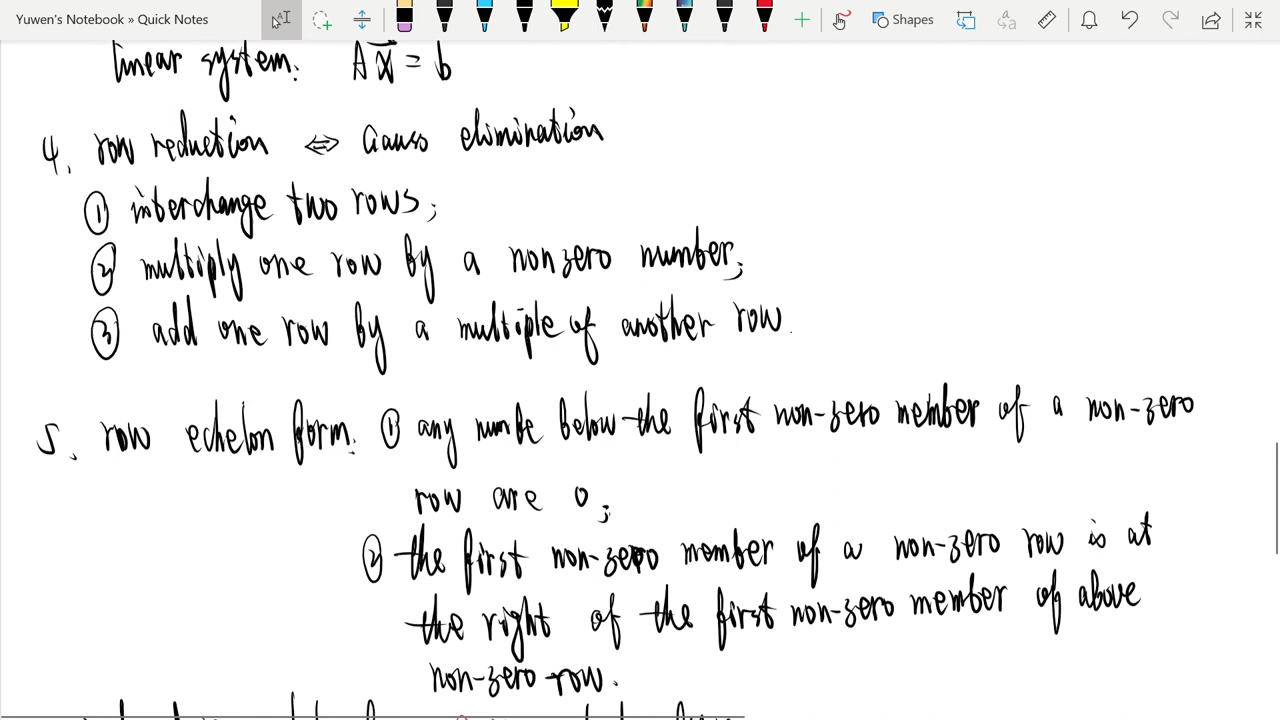 Yuwen's Notebook » Quick Notes
Shapes
linear system: Ax⃗ = b
4. row reduction ⇔ Gauss elimination
① interchange two rows;
② multiply one row by a nonzero number;
③ add one row by a multiple of another row.
5. row echelon form: ① any numbe below the first non-zero member of a non-zero
row are 0;
② the first non-zero member of a non-zero row is at
the right of the first non-zero member of above
non-zero row.